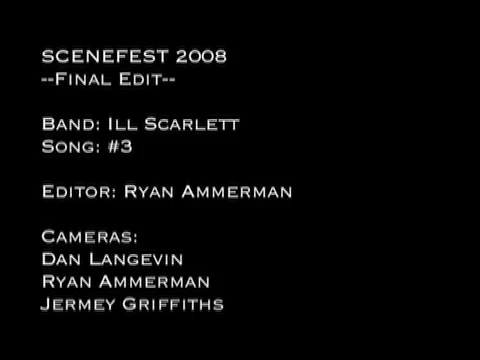 SCENEFEST 2008
--Final Edit--
Band: Ill Scarlett
Song: #3
Editor: Ryan Ammerman
Cameras:
Dan Langevin
Ryan Ammerman
Jermey Griffiths